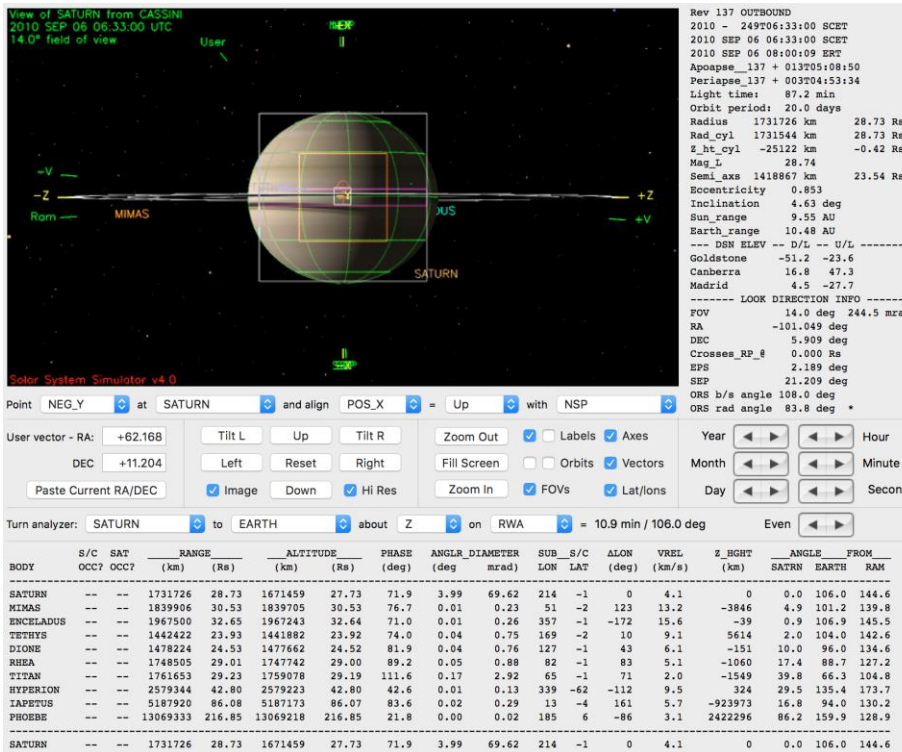 View of SATURN from CASSINI
2010 SEP 06 06:33:00 UTC
14.0° field of view
User
-V
-Z
Ram
MIMAS
+Z
+V
SATURN
Solar System Simulator v4.0
Rev 137 OUTBOUND
2010 - 249T06:33:00 SCET
2010 SEP 06 06:33:00 SCET
2010 SEP 06 08:00:09 ERT
Apoapse__137 + 013T05:08:50
Periapse_137 + 003T04:53:34
Light time: 87.2 min
Orbit period: 20.0 days
Radius 1731726 km 28.73 Rs
Rad_cyl 1731544 km 28.73 Rs
Z_ht_cyl -25122 km -0.42 Rs
Mag_L 28.74
Semi_axs 1418867 km 23.54 Rs
Eccentricity 0.853
Inclination 4.63 deg
Sun_range 9.55 AU
Earth_range 10.48 AU
--- DSN ELEV -- D/L -- U/L -------
Goldstone -51.2 -23.6
Canberra 16.8 47.3
Madrid 4.5 -27.7
------- LOOK DIRECTION INFO ------
FOV 14.0 deg 244.5 mra
RA -101.049 deg
DEC 5.909 deg
Crosses_RP_@ 0.000 Rs
EPS 2.189 deg
SEP 21.209 deg
ORS b/s angle 108.0 deg
ORS rad angle 83.8 deg *
Point NEG_Y at SATURN and align POS_X = Up with NSP
User vector - RA: +62.168 Tilt L Up Tilt R Zoom Out Labels Axes Year Hour
DEC +11.204 Left Reset Right Fill Screen Orbits Vectors Month Minute
Paste Current RA/DEC Image Down Hi Res Zoom In FOVs Lat/lons Day Secon
Turn analyzer: SATURN to EARTH about Z on RWA = 10.9 min / 106.0 deg Even
S/C SAT ____RANGE_____ ____ALTITUDE____ PHASE ANGLR_DIAMETER SUB__S/C ΔLON VREL Z_HGHT ____ANGLE____FROM____
BODY OCC? OCC? (km) (Rs) (km) (Rs) (deg) (deg mrad) LON LAT (deg) (km/s) (km) SATRN EARTH RAM
SATURN -- -- 1731726 28.73 1671459 27.73 71.9 3.99 69.62 214 -1 0 4.1 0.0 106.0 144.6
MIMAS -- -- 1839906 30.53 1839705 30.53 76.7 0.01 0.23 51 -2 123 13.2 -3846 4.9 101.2 139.8
ENCELADUS -- -- 1967500 32.65 1967243 32.64 71.0 0.01 0.26 357 -1 -172 15.6 -39 0.9 106.9 145.5
TETHYS -- -- 1442422 23.93 1441882 23.92 74.0 0.04 0.75 169 -2 10 9.1 5614 2.0 104.0 142.6
DIONE -- -- 1478224 24.53 1477662 24.52 81.9 0.04 0.76 127 -1 43 6.1 -151 10.0 96.0 134.6
RHEA -- -- 1748505 29.01 1747742 29.00 89.2 0.05 0.88 82 -1 83 5.1 -1060 17.4 88.7 127.2
TITAN -- -- 1761653 29.23 1759078 29.19 111.6 0.17 2.92 65 -1 71 2.0 -1549 39.8 66.3 104.8
HYPERION -- -- 2579344 42.80 2579223 42.80 42.6 0.01 0.13 339 -62 -112 9.5 324 29.5 135.4 173.7
IAPETUS -- -- 5187920 86.08 5187173 86.07 83.6 0.02 0.29 13 -4 161 5.7 -923973 16.8 94.0 130.2
PHOEBE -- -- 13069333 216.85 13069218 216.85 21.8 0.00 0.02 185 6 -86 3.1 2422296 86.2 159.9 128.9
SATURN -- -- 1731726 28.73 1671459 27.73 71.9 3.99 69.62 214 -1 0 4.1 0 0.0 106.0 144.6